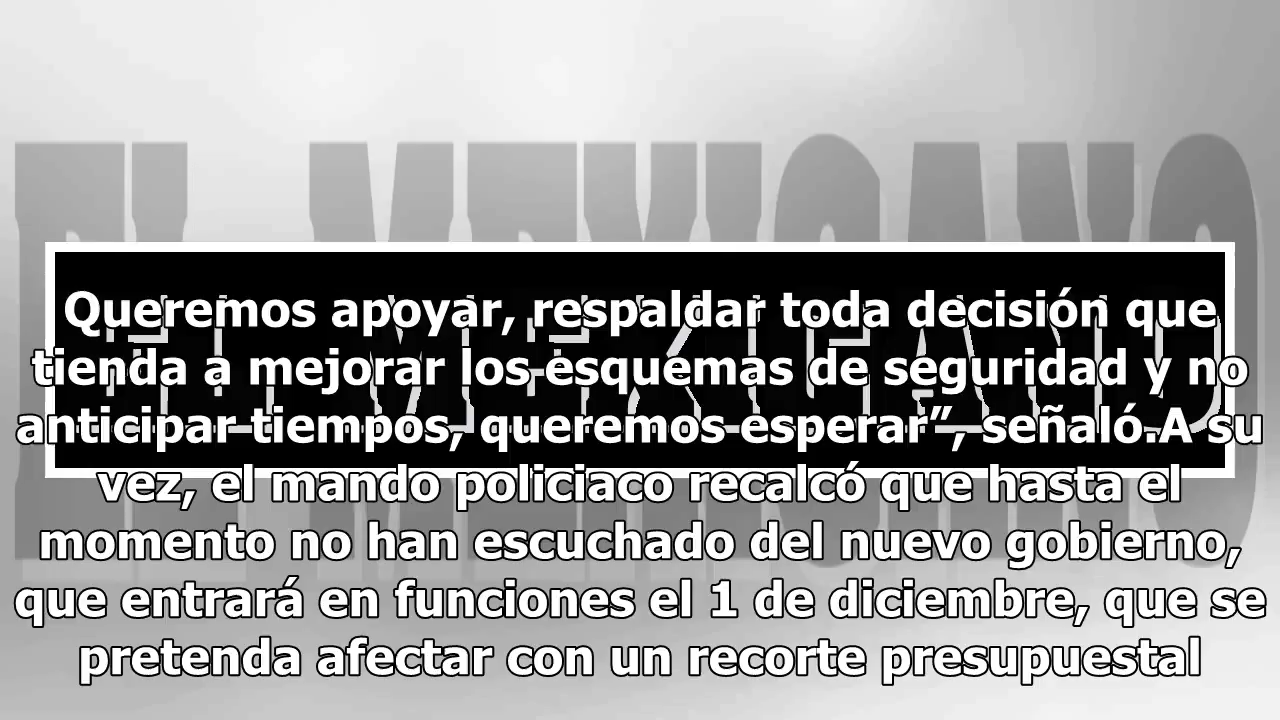 EL MEXICANO
Queremos apoyar, respaldar toda decisión que
tienda a mejorar los esquemas de seguridad y no
anticipar tiempos, queremos esperar”, señaló.A su
vez, el mando policiaco recalcó que hasta el
momento no han escuchado del nuevo gobierno,
que entrará en funciones el 1 de diciembre, que se
pretenda afectar con un recorte presupuestal